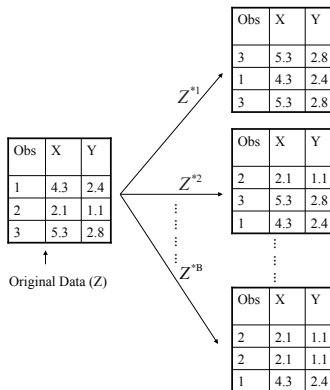 Obs X Y
3 5.3 2.8
1 4.3 2.4
3 5.3 2.8
Z*1
Obs X Y
1 4.3 2.4
2 2.1 1.1
3 5.3 2.8
Original Data (Z)
Z*2
Obs X Y
2 2.1 1.1
3 5.3 2.8
1 4.3 2.4
Z*B
Obs X Y
2 2.1 1.1
2 2.1 1.1
1 4.3 2.4